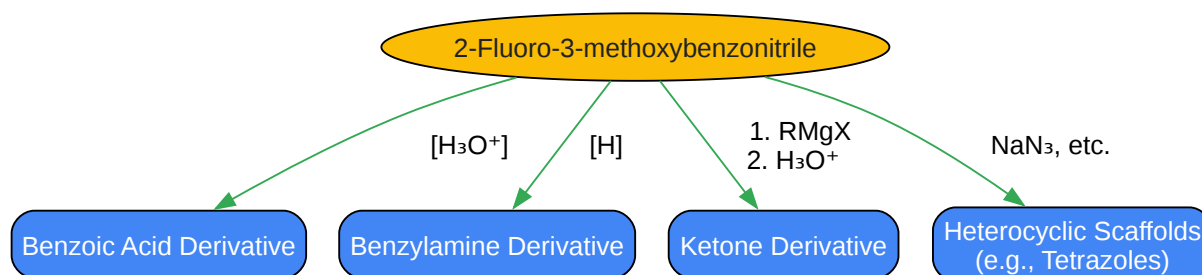 2-Fluoro-3-methoxybenzonitrile
[H₃O⁺]
[H]
1. RMgX
2. H₃O⁺
NaN₃, etc.
Benzoic Acid Derivative
Benzylamine Derivative
Ketone Derivative
Heterocyclic Scaffolds
(e.g., Tetrazoles)